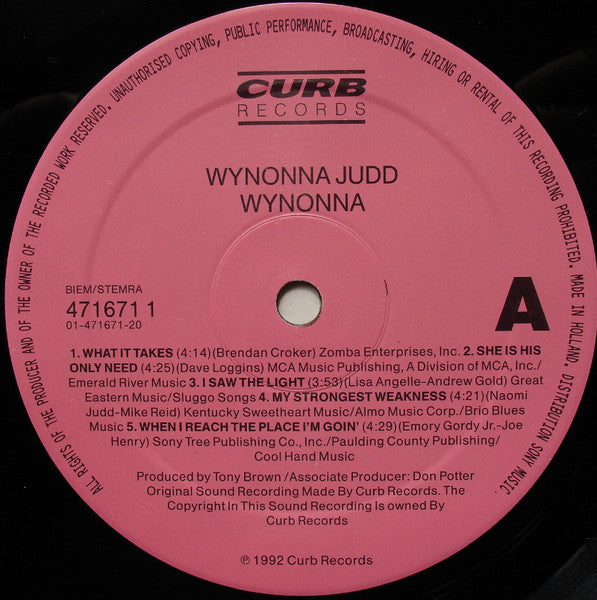 ALL RIGHTS OF THE PRODUCER AND OF THE OWNER OF THE RECORDED WORK RESERVED. UNAUTHORISED COPYING, PUBLIC PERFORMANCE, BROADCASTING, HIRING OR RENTAL OF THIS RECORDING PROHIBITED. MADE IN HOLLAND. DISTRIBUTION SONY MUSIC
CURB
RECORDS
WYNONNA JUDD
WYNONNA
BIEM/STEMRA
471671 1
01-471671-20
A
1. WHAT IT TAKES (4:14)(Brendan Croker) Zomba Enterprises, Inc. 2. SHE IS HIS
ONLY NEED (4:25)(Dave Loggins) MCA Music Publishing, A Division of MCA, Inc./
Emerald River Music 3. I SAW THE LIGHT (3:53)(Lisa Angelle-Andrew Gold) Great
Eastern Music/Sluggo Songs 4. MY STRONGEST WEAKNESS (4:21)(Naomi
Judd-Mike Reid) Kentucky Sweetheart Music/Almo Music Corp./Brio Blues
Music 5. WHEN I REACH THE PLACE I'M GOIN' (4:29)(Emory Gordy Jr.-Joe
Henry) Sony Tree Publishing Co., Inc./Paulding County Publishing/
Cool Hand Music
Produced by Tony Brown /Associate Producer: Don Potter
Original Sound Recording Made By Curb Records. The
Copyright In This Sound Recording Is owned By
Curb Records
℗ 1992 Curb Records